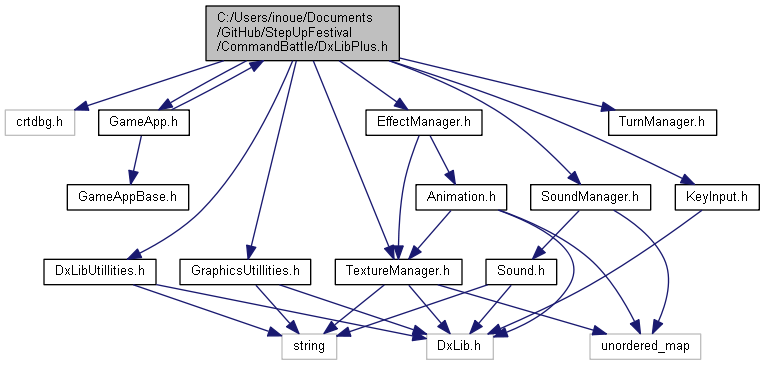 C:/Users/inoue/Documents
/GitHub/StepUpFestival
/CommandBattle/DxLibPlus.h
crtdbg.h
GameApp.h
EffectManager.h
TurnManager.h
GameAppBase.h
Animation.h
SoundManager.h
KeyInput.h
DxLibUtillities.h
GraphicsUtillities.h
TextureManager.h
Sound.h
string
DxLib.h
unordered_map